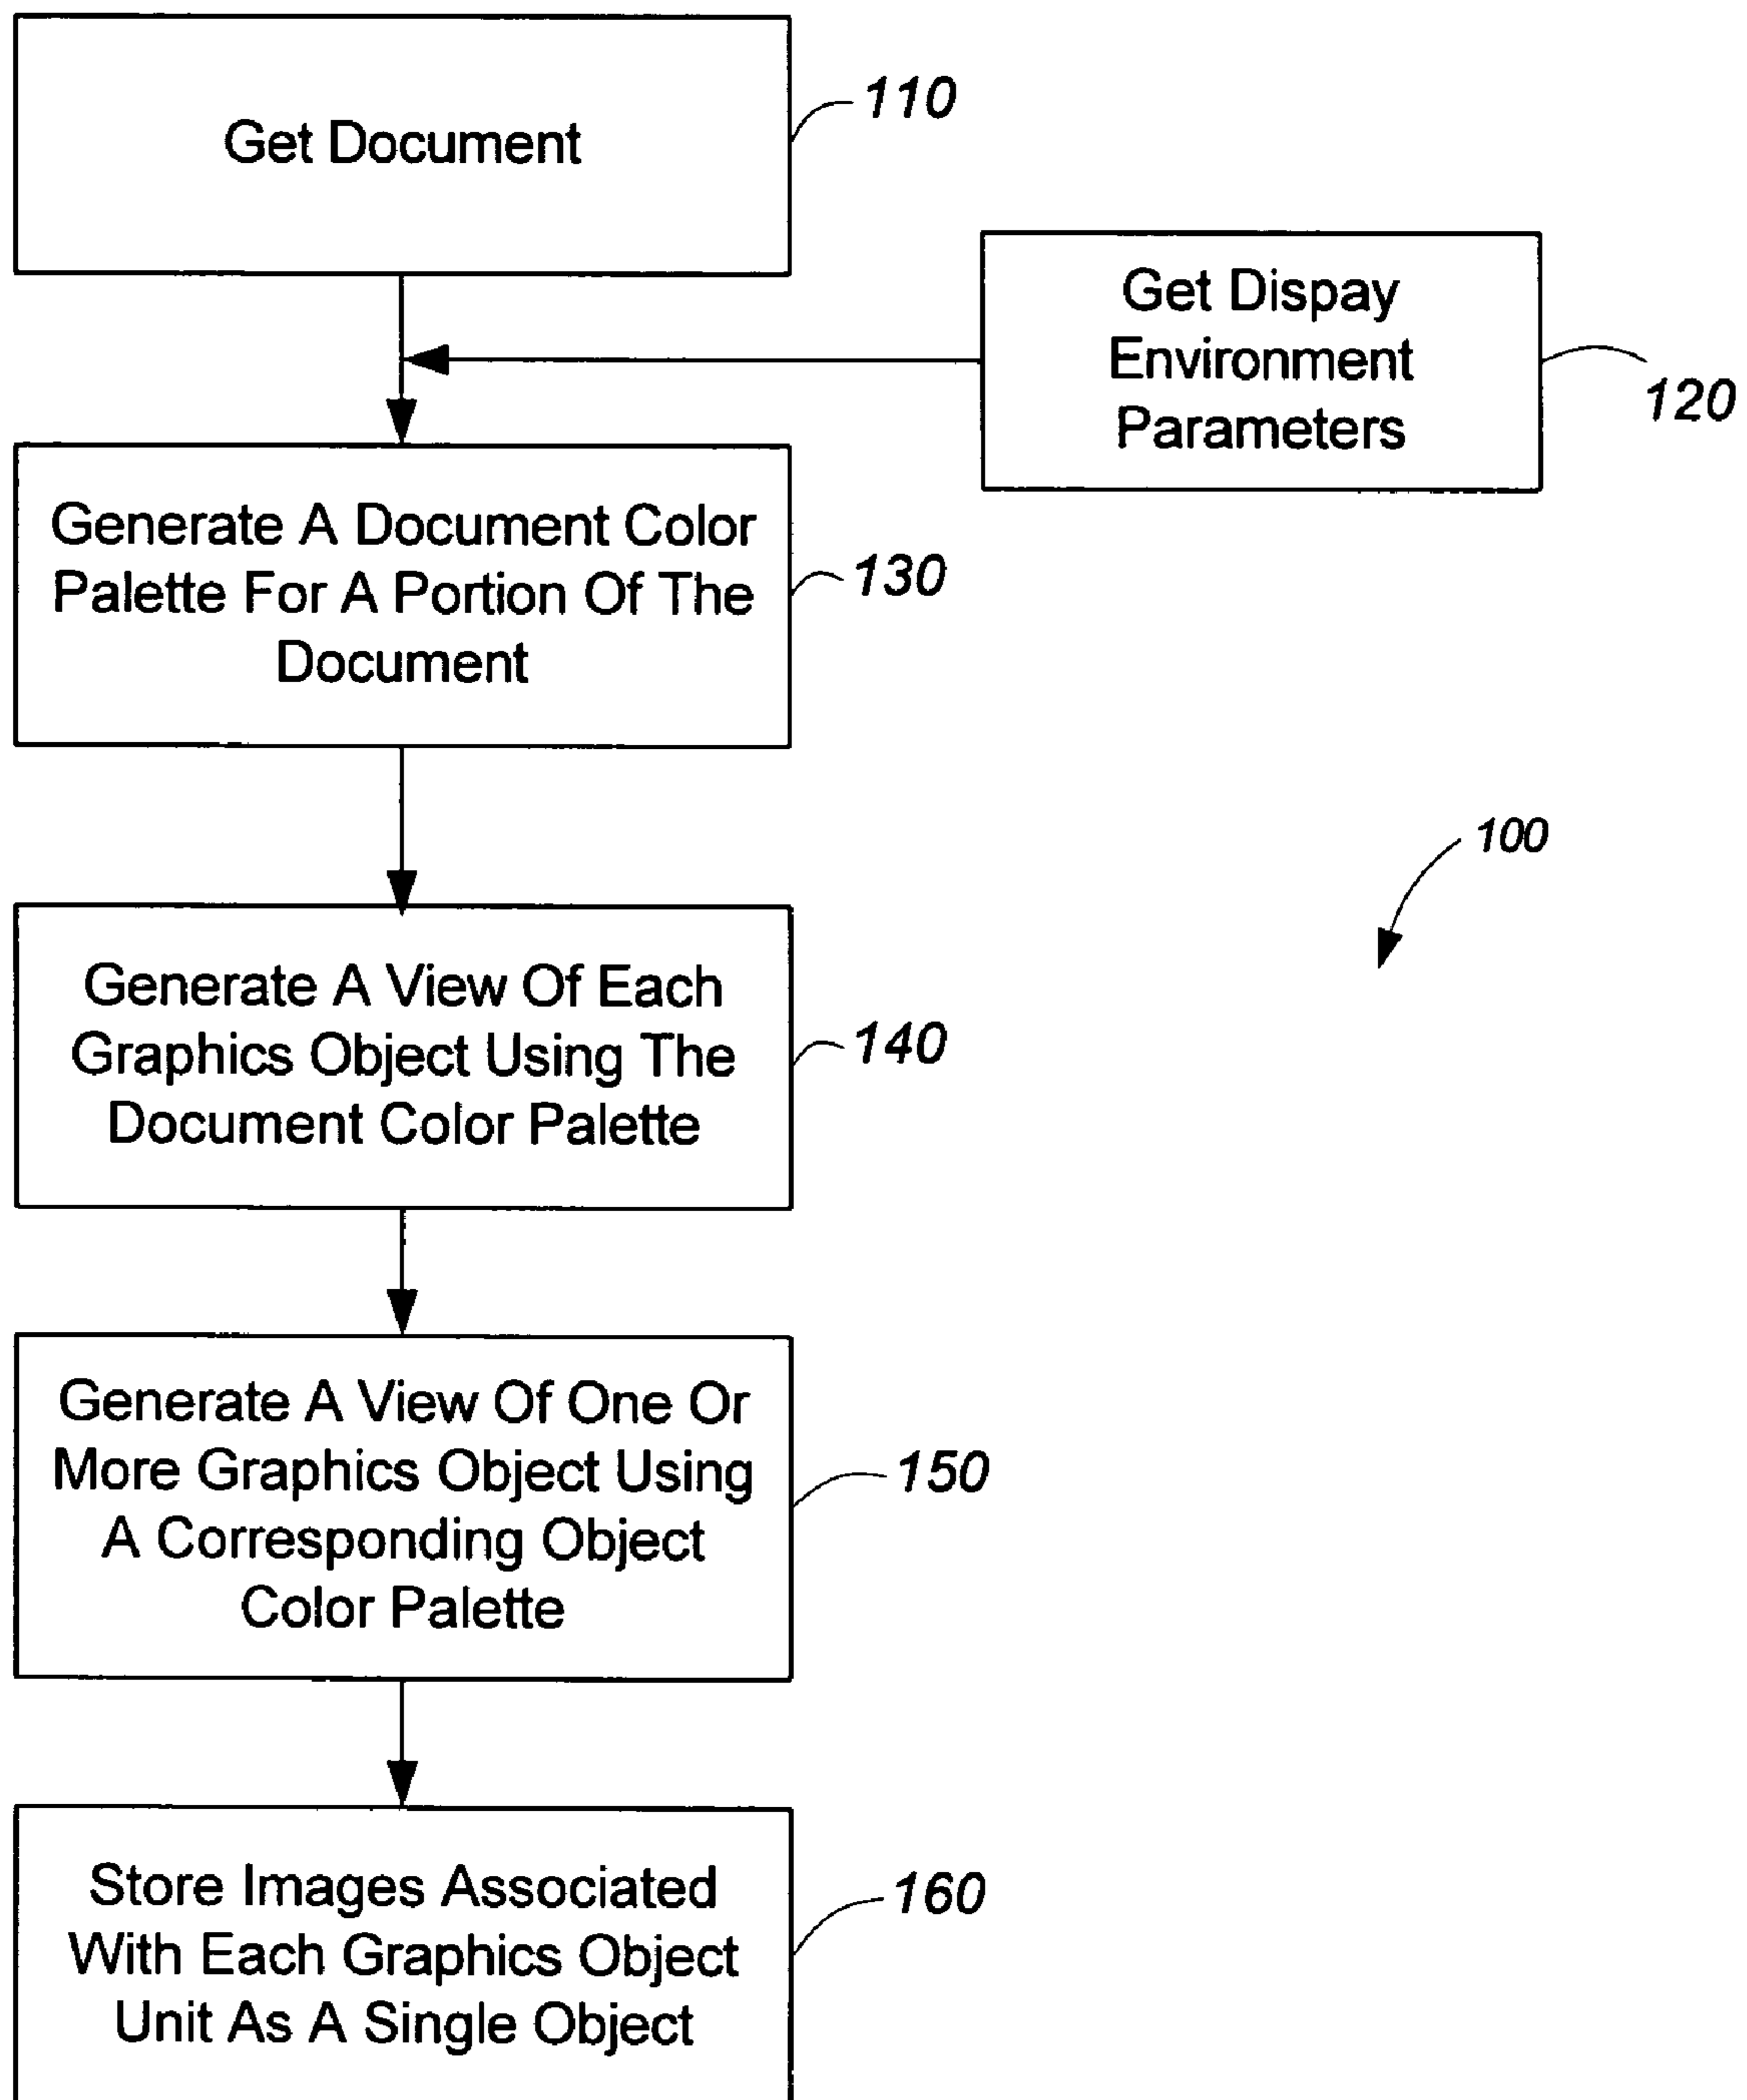 Get Document
110
Get Dispay
Environment
Parameters
120
Generate A Document Color
Palette For A Portion Of The
Document
130
100
Generate A View Of Each
Graphics Object Using The
Document Color Palette
140
Generate A View Of One Or
More Graphics Object Using
A Corresponding Object
Color Palette
150
Store Images Associated
With Each Graphics Object
Unit As A Single Object
160